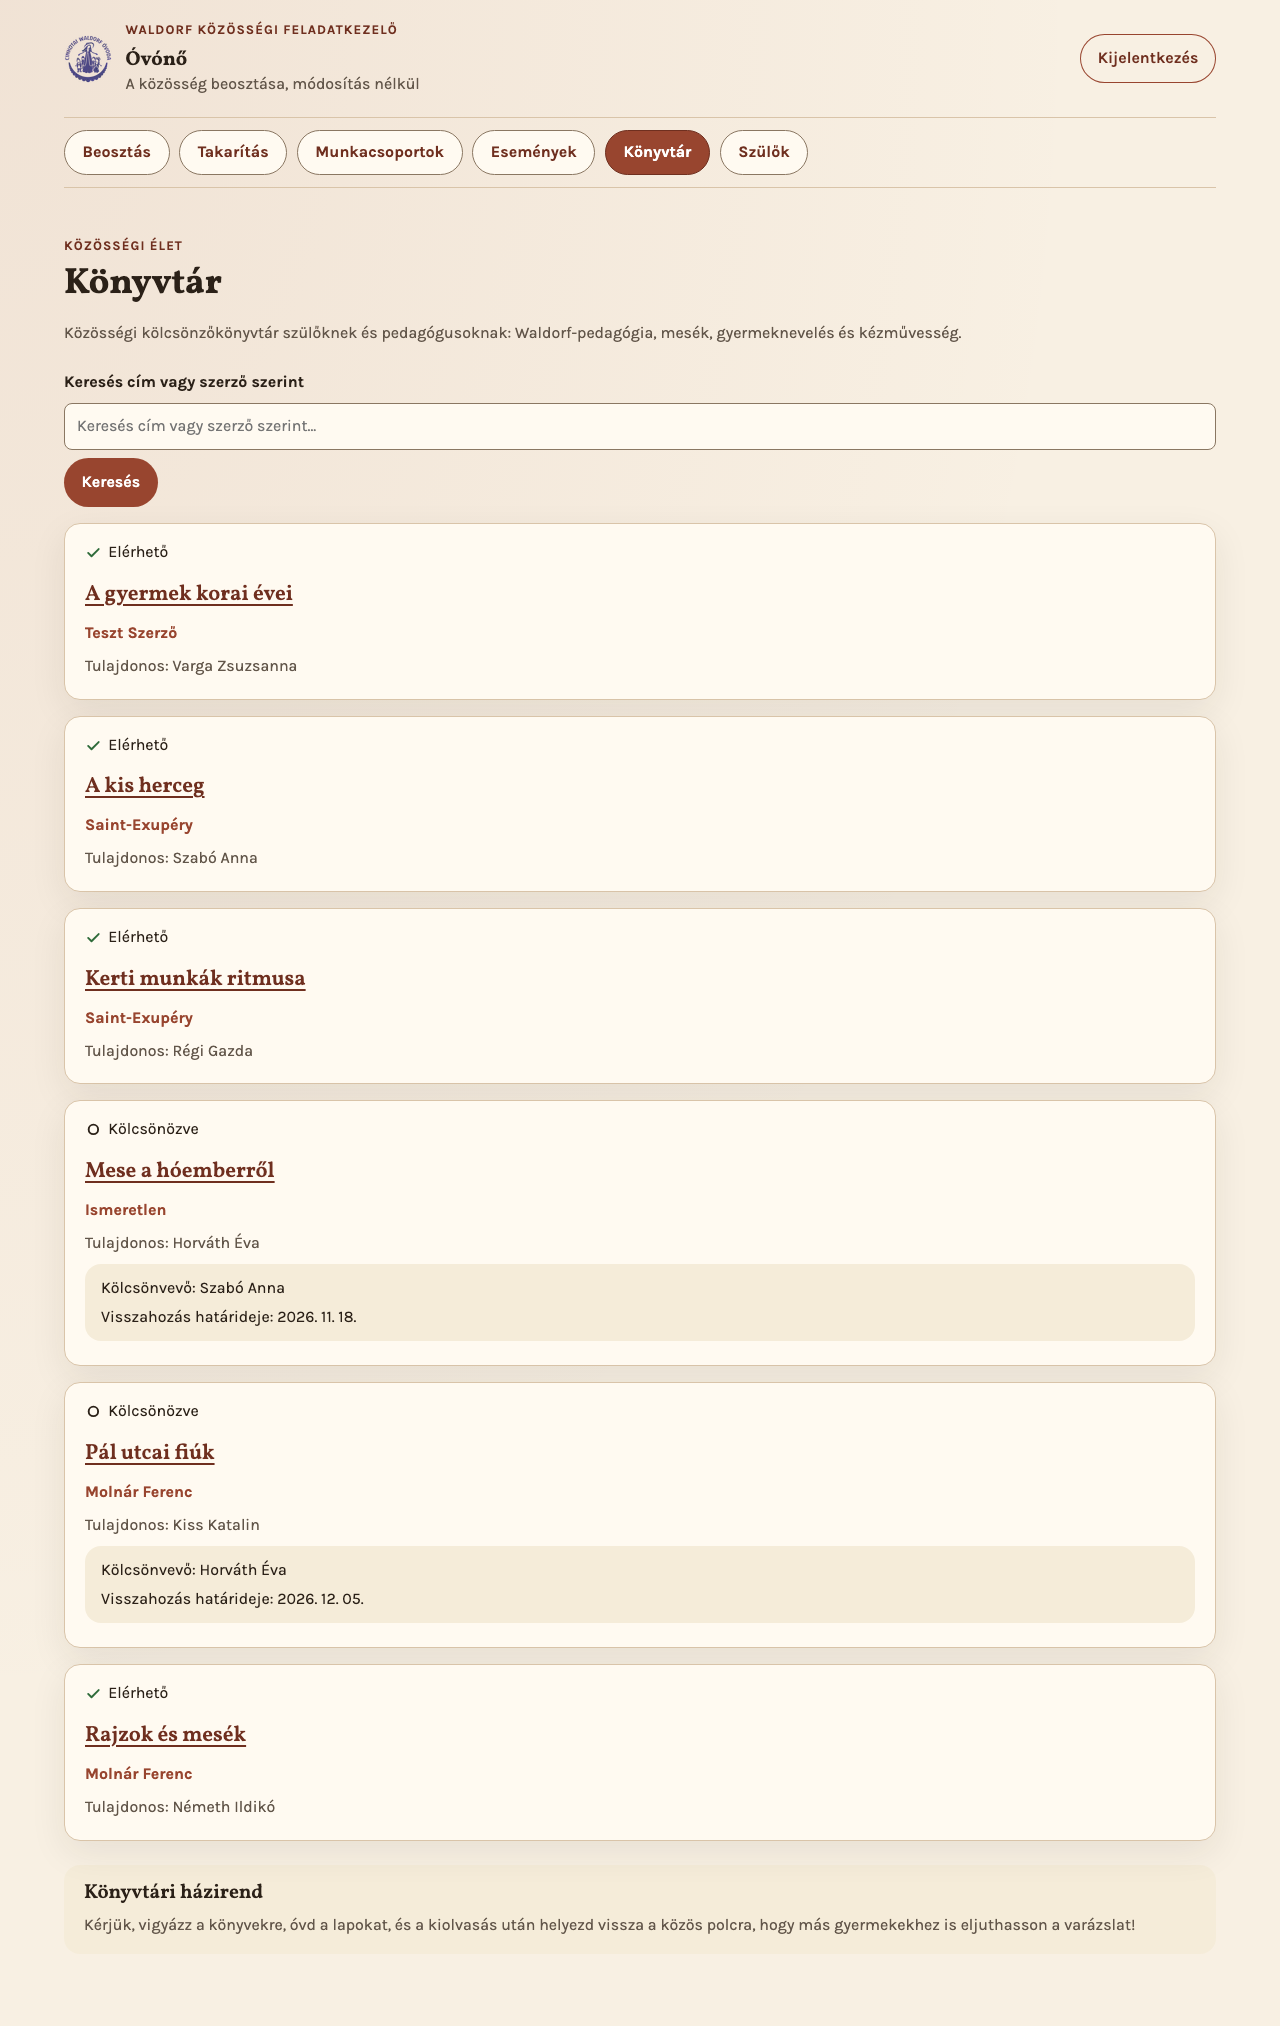 WALDORF KÖZÖSSÉGI FELADATKEZELŐ
Óvónő
A közösség beosztása, módosítás nélkül
Kijelentkezés
Beosztás
Takarítás
Munkacsoportok
Események
Könyvtár
Szülők
KÖZÖSSÉGI ÉLET
Könyvtár
Közösségi kölcsönzőkönyvtár szülőknek és pedagógusoknak: Waldorf-pedagógia, mesék, gyermeknevelés és kézművesség.
Keresés cím vagy szerző szerint
Keresés cím vagy szerző szerint...
Keresés
Elérhető
A gyermek korai évei
Teszt Szerző
Tulajdonos: Varga Zsuzsanna
Elérhető
A kis herceg
Saint-Exupéry
Tulajdonos: Szabó Anna
Elérhető
Kerti munkák ritmusa
Saint-Exupéry
Tulajdonos: Régi Gazda
Kölcsönözve
Mese a hóemberről
Ismeretlen
Tulajdonos: Horváth Éva
Kölcsönvevő: Szabó Anna
Visszahozás határideje: 2026. 11. 18.
Kölcsönözve
Pál utcai fiúk
Molnár Ferenc
Tulajdonos: Kiss Katalin
Kölcsönvevő: Horváth Éva
Visszahozás határideje: 2026. 12. 05.
Elérhető
Rajzok és mesék
Molnár Ferenc
Tulajdonos: Németh Ildikó
Könyvtári házirend
Kérjük, vigyázz a könyvekre, óvd a lapokat, és a kiolvasás után helyezd vissza a közös polcra, hogy más gyermekekhez is eljuthasson a varázslat!